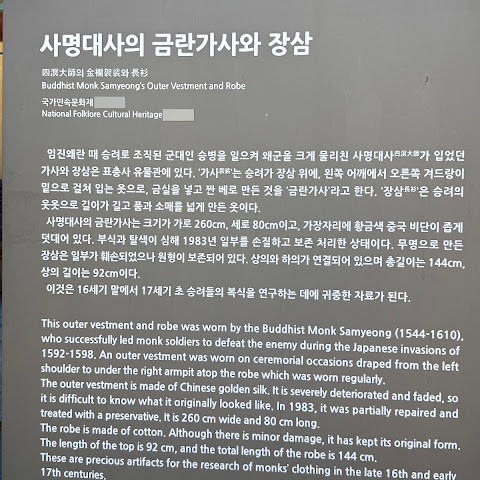 사명대사의 금란가사와 장삼
四溟大師의 金襴袈裟와 長衫
Buddhist Monk Samyeong's Outer Vestment and Robe
국가민속문화재
National Folklore Cultural Heritage
임진왜란 때 승려로 조직된 군대인 승병을 일으켜 왜군을 크게 물리친 사명대사四溟大師가 입었던
가사와 장삼은 표충사 유물관에 있다. '가사袈裟'는 승려가 장삼 위에, 왼쪽 어깨에서 오른쪽 겨드랑이
밑으로 걸쳐 입는 옷으로, 금실을 넣고 짠 베로 만든 것을 '금란가사'라고 한다. '장삼長衫'은 승려의
웃옷으로 길이가 길고 품과 소매를 넓게 만든 옷이다.
사명대사의 금란가사는 크기가 가로 260cm, 세로 80cm이고, 가장자리에 황금색 중국 비단이 좁게
덧대어 있다. 부식과 탈색이 심해 1983년 일부를 손질하고 보존 처리한 상태이다. 무명으로 만든
장삼은 일부가 훼손되었으나 원형이 보존되어 있다. 상의와 하의가 연결되어 있으며 총길이는 144cm,
상의 길이는 92cm이다.
이것은 16세기 말에서 17세기 초 승려들의 복식을 연구하는 데에 귀중한 자료가 된다.
This outer vestment and robe was worn by the Buddhist Monk Samyeong (1544-1610),
who successfully led monk soldiers to defeat the enemy during the Japanese invasions of
1592-1598. An outer vestment was worn on ceremonial occasions draped from the left
shoulder to under the right armpit atop the robe which was worn regularly.
The outer vestment is made of Chinese golden silk. It is severely deteriorated and faded, so
it is difficult to know what it originally looked like. In 1983, it was partially repaired and
treated with a preservative. It is 260 cm wide and 80 cm long.
The robe is made of cotton. Although there is minor damage, it has kept its original form.
The length of the top is 92 cm, and the total length of the robe is 144 cm.
These are precious artifacts for the research of monks' clothing in the late 16th and early
17th centuries.